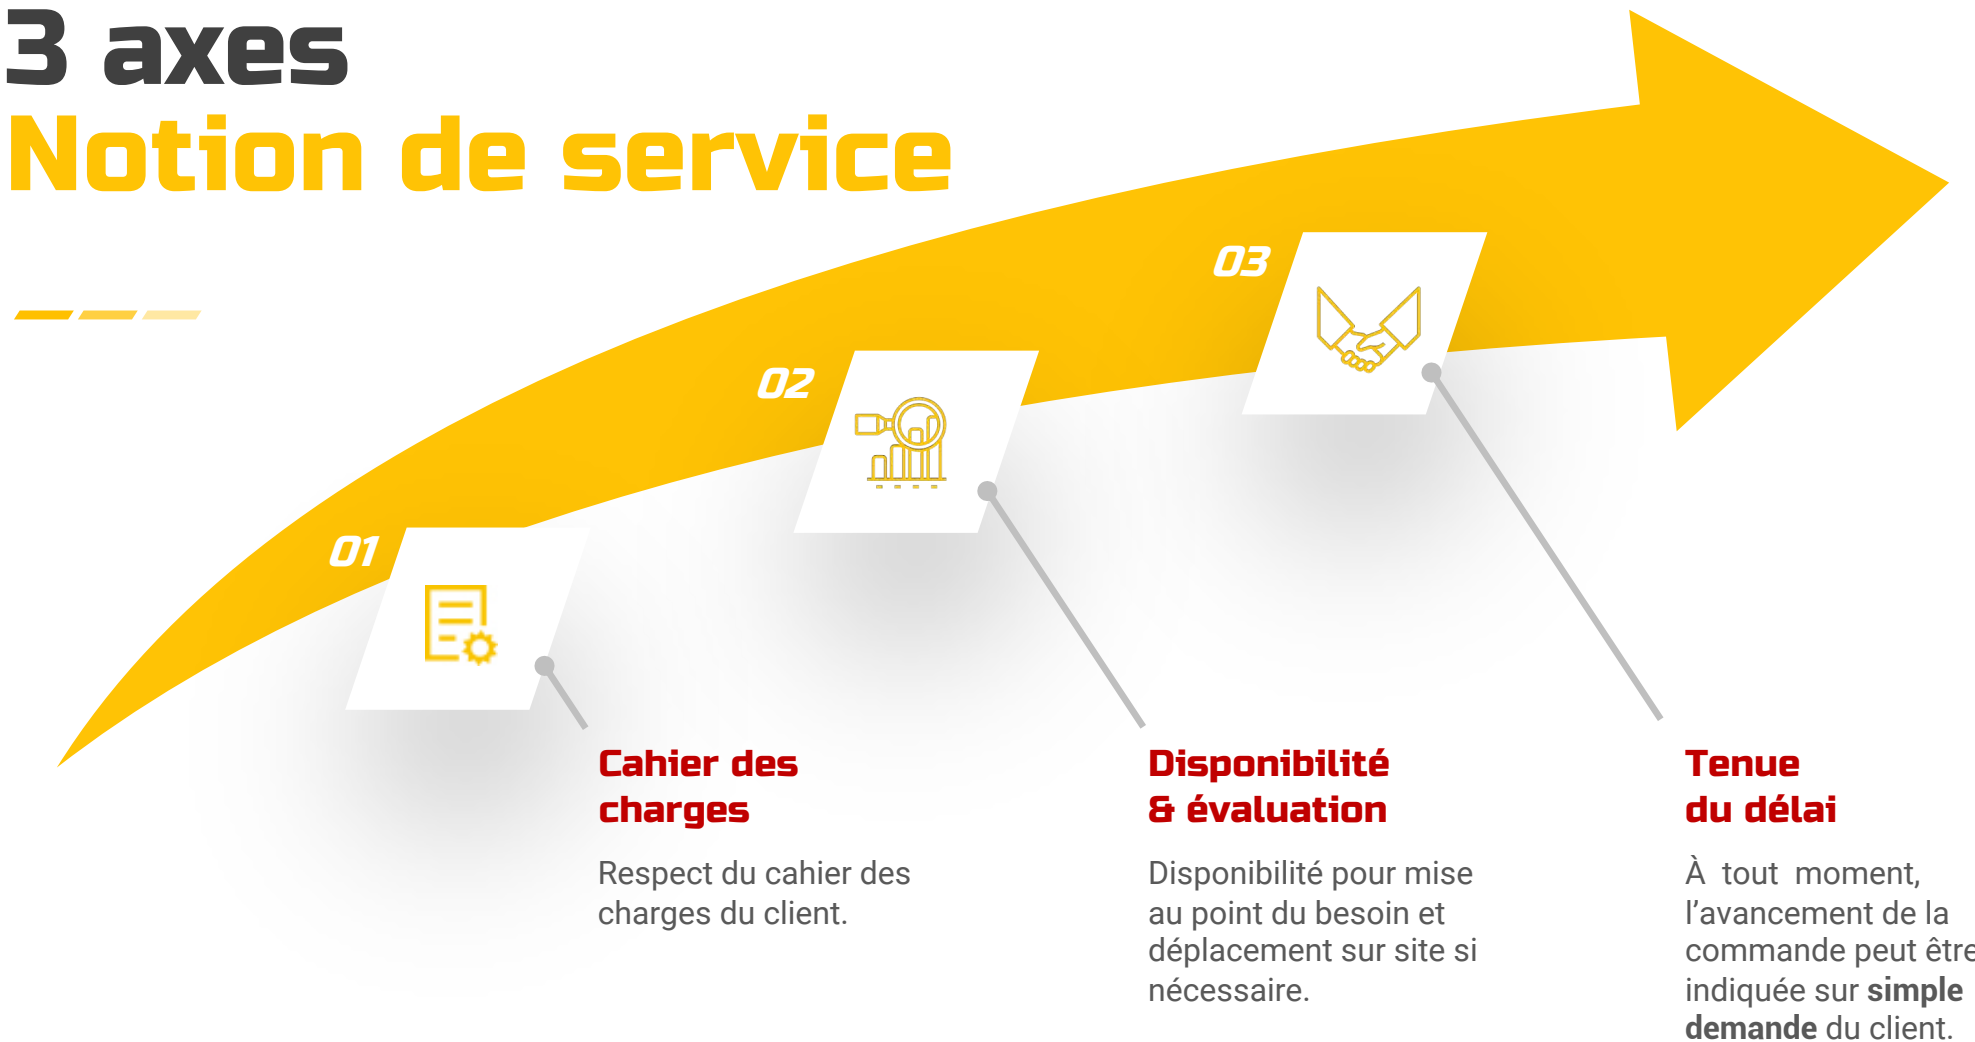 3 axes
Notion de service
03
02
01
Cahier des
charges
Respect du cahier des
charges du client.
Disponibilité
& évaluation
Disponibilité pour mise
au point du besoin et
déplacement sur site si
nécessaire.
Tenue
du délai
À tout moment,
l’avancement de la
commande peut être
indiquée sur simple
demande du client.